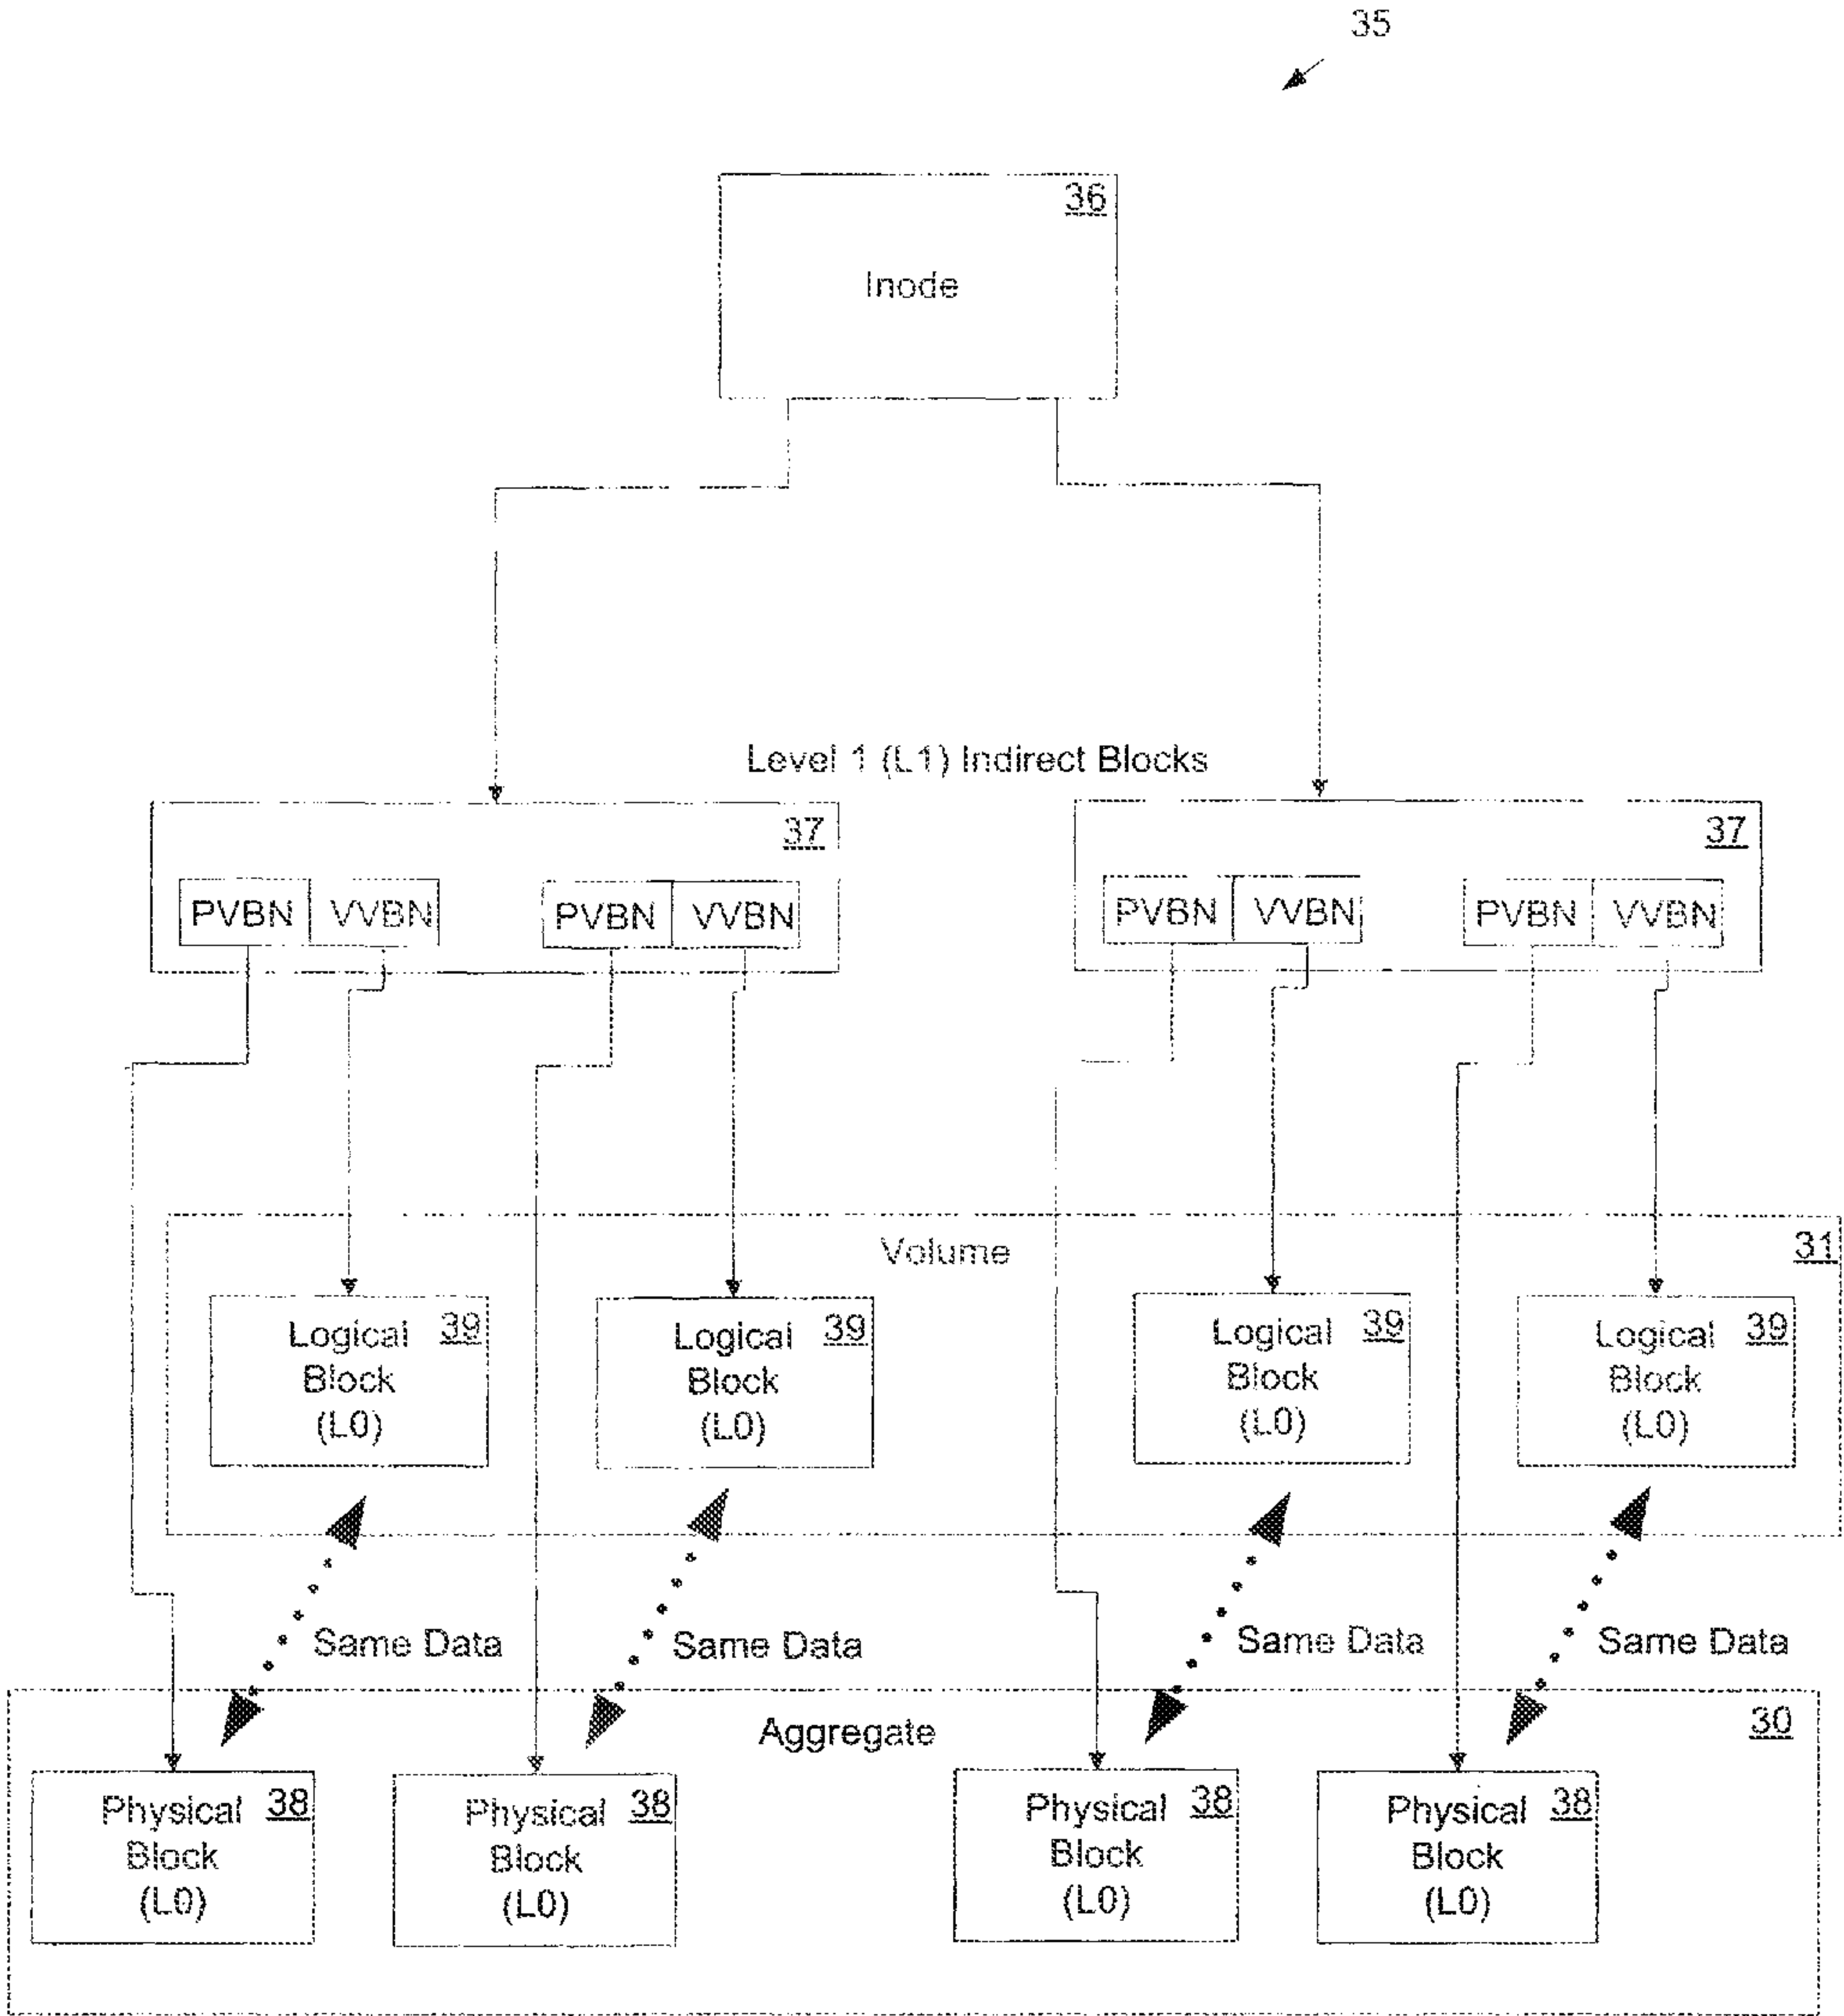 35
36
Inode
Level 1 (L1) Indirect Blocks
37
PVBN VVBN PVBN VVBN
37
PVBN VVBN PVBN VVBN
Volume
31
Logical 39
Block
(L0)
Logical 39
Block
(L0)
Logical 39
Block
(L0)
Logical 39
Block
(L0)
Same Data
Same Data
Same Data
Same Data
Aggregate
30
Physical 38
Block
(L0)
Physical 38
Block
(L0)
Physical 38
Block
(L0)
Physical 38
Block
(L0)